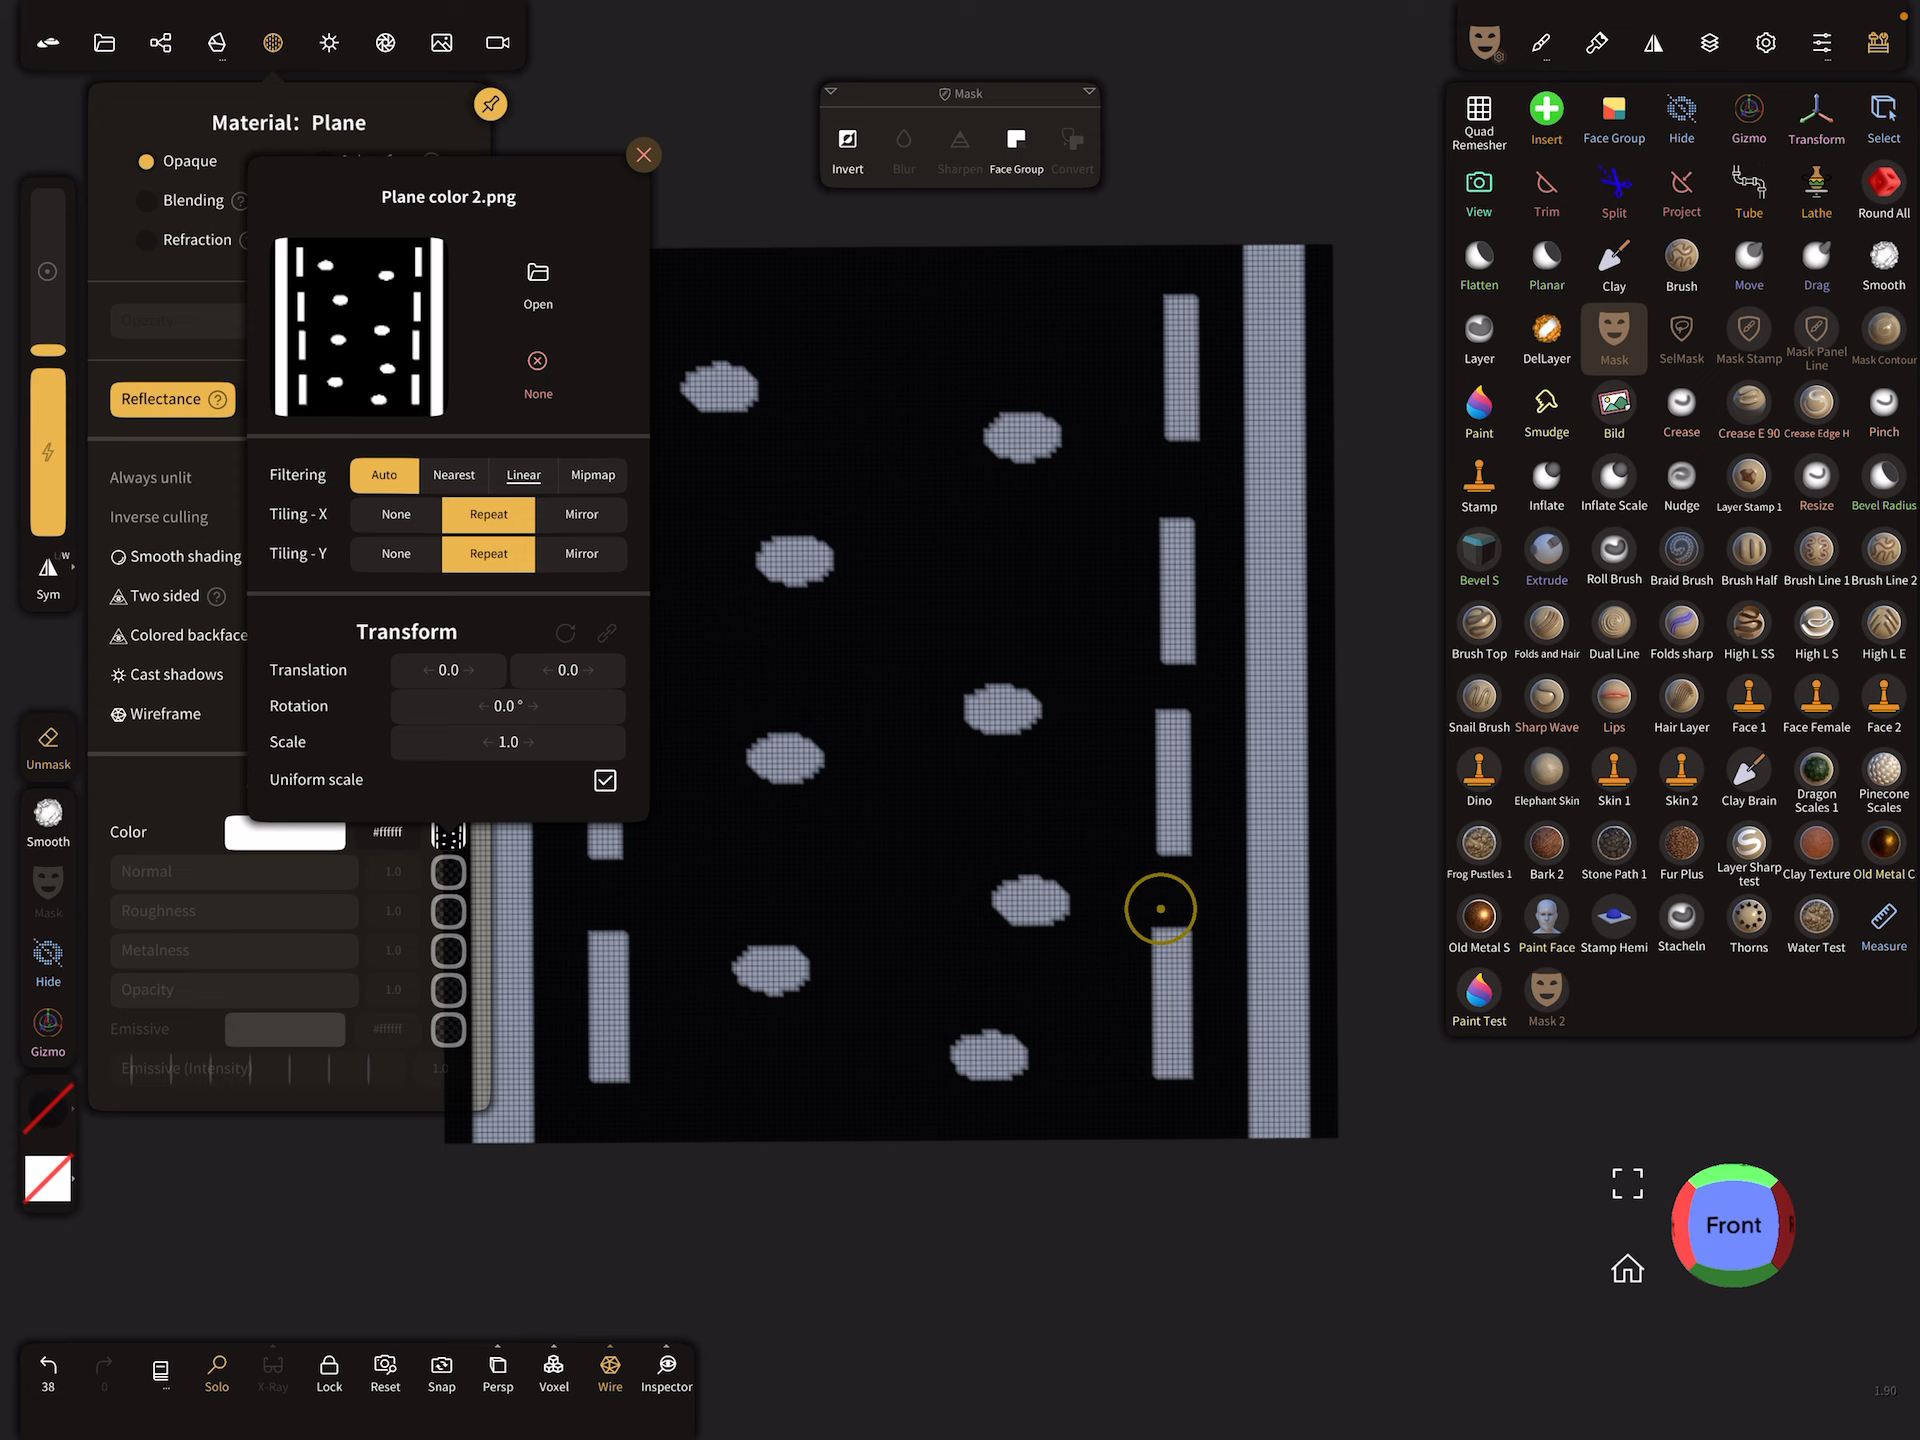 Material: Plane
Opaque
Blending
Refraction
Opacity
Reflectance
Always unlit
Inverse culling
Smooth shading
Two sided
Colored backface
Cast shadows
Wireframe
Color
#ffffff
Normal
1.0
Roughness
1.0
Metalness
1.0
Opacity
1.0
Emissive
#ffffff
Emissive (Intensity)
1.0
Plane color 2.png
Open
None
Filtering
Auto
Nearest
Linear
Mipmap
Tiling - X
None
Repeat
Mirror
Tiling - Y
None
Repeat
Mirror
Transform
Translation
0.0
0.0
Rotation
0.0 °
Scale
1.0
Uniform scale
Sym
Unmask
Smooth
Mask
Hide
Gizmo
Mask
Invert
Blur
Sharpen
Face Group
Convert
Quad Remesher
Insert
Face Group
Hide
Gizmo
Transform
Select
View
Trim
Split
Project
Tube
Lathe
Round All
Flatten
Planar
Clay
Brush
Move
Drag
Smooth
Layer
DelLayer
Mask
SelMask
Mask Stamp
Mask Panel Line
Mask Contour
Paint
Smudge
Bild
Crease
Crease E 90
Crease Edge H
Pinch
Stamp
Inflate
Inflate Scale
Nudge
Layer Stamp 1
Resize
Bevel Radius
Bevel S
Extrude
Roll Brush
Braid Brush
Brush Half
Brush Line 1
Brush Line 2
Brush Top
Folds and Hair
Dual Line
Folds sharp
High L SS
High L S
High L E
Snail Brush
Sharp Wave
Lips
Hair Layer
Face 1
Face Female
Face 2
Dino
Elephant Skin
Skin 1
Skin 2
Clay Brain
Dragon Scales 1
Pinecone Scales
Frog Pustles 1
Bark 2
Stone Path 1
Fur Plus
Layer Sharp test
Clay Texture
Old Metal C
Old Metal S
Paint Face
Stamp Hemi
Stacheln
Thorns
Water Test
Measure
Paint Test
Mask 2
Front
38
0
Solo
X-Ray
Lock
Reset
Snap
Persp
Voxel
Wire
Inspector
1.90